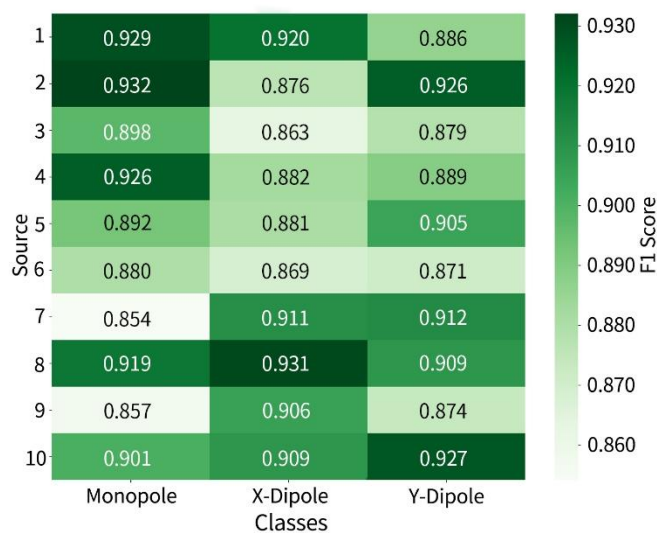 1 0.929 0.920 0.886
2 0.932 0.876 0.926
3 0.898 0.863 0.879
4 0.926 0.882 0.889
5 0.892 0.881 0.905
6 0.880 0.869 0.871
7 0.854 0.911 0.912
8 0.919 0.931 0.909
9 0.857 0.906 0.874
10 0.901 0.909 0.927
Source
Monopole X-Dipole Y-Dipole
Classes
0.930
0.920
0.910
0.900
0.890
0.880
0.870
0.860
F1 Score